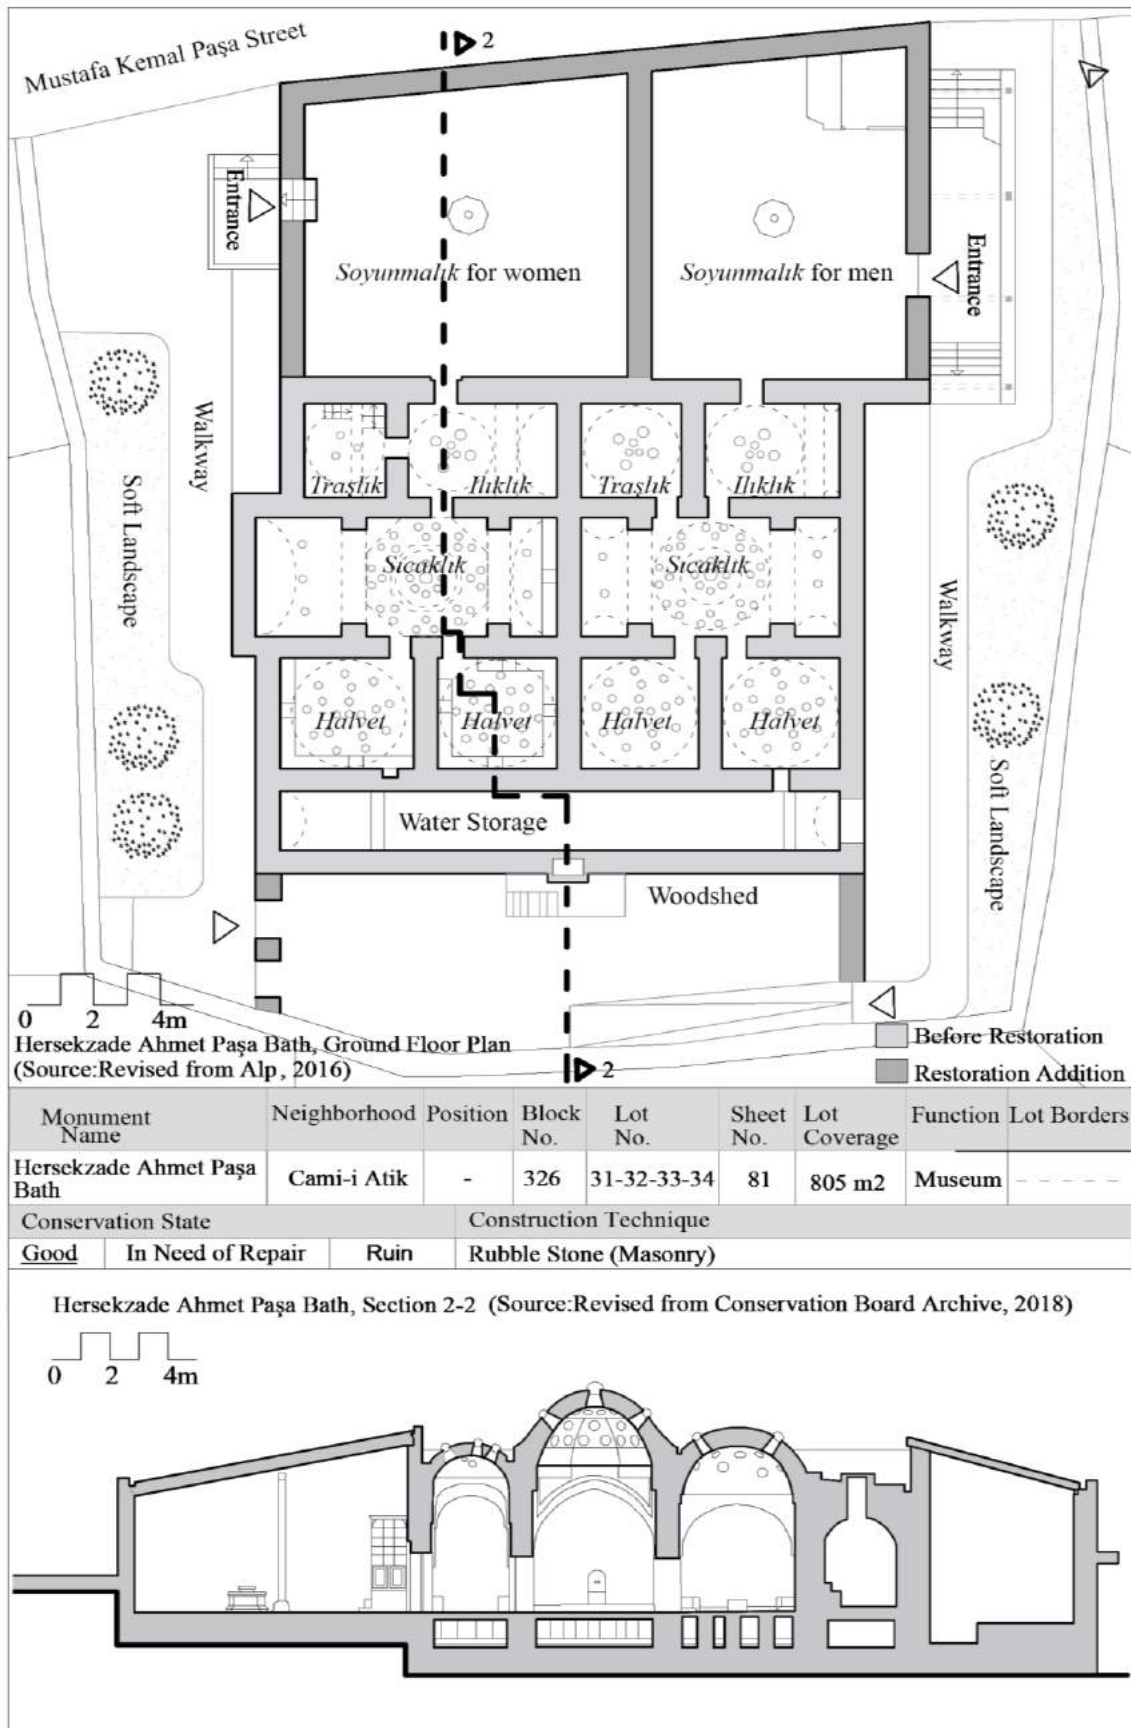 Mustafa Kemal Paşa Street
2
Entrance
Soyunmalık for women
Soyunmalık for men
Entrance
Walkway
Soft Landscape
Traşlık
Ilıklık
Traşlık
Ilıklık
Sıcaklık
Sıcaklık
Walkway
Halvet
Halvet
Halvet
Halvet
Soft Landscape
Water Storage
Woodshed
0 2 4m
Hersekzade Ahmet Paşa Bath, Ground Floor Plan
(Source:Revised from Alp, 2016)
2
Before Restoration
Restoration Addition
Monument Name
Neighborhood
Position
Block No.
Lot No.
Sheet No.
Lot Coverage
Function
Lot Borders
Hersekzade Ahmet Paşa Bath
Cami-i Atik
-
326
31-32-33-34
81
805 m2
Museum
Conservation State
Construction Technique
Good
In Need of Repair
Ruin
Rubble Stone (Masonry)
Hersekzade Ahmet Paşa Bath, Section 2-2 (Source:Revised from Conservation Board Archive, 2018)
0 2 4m